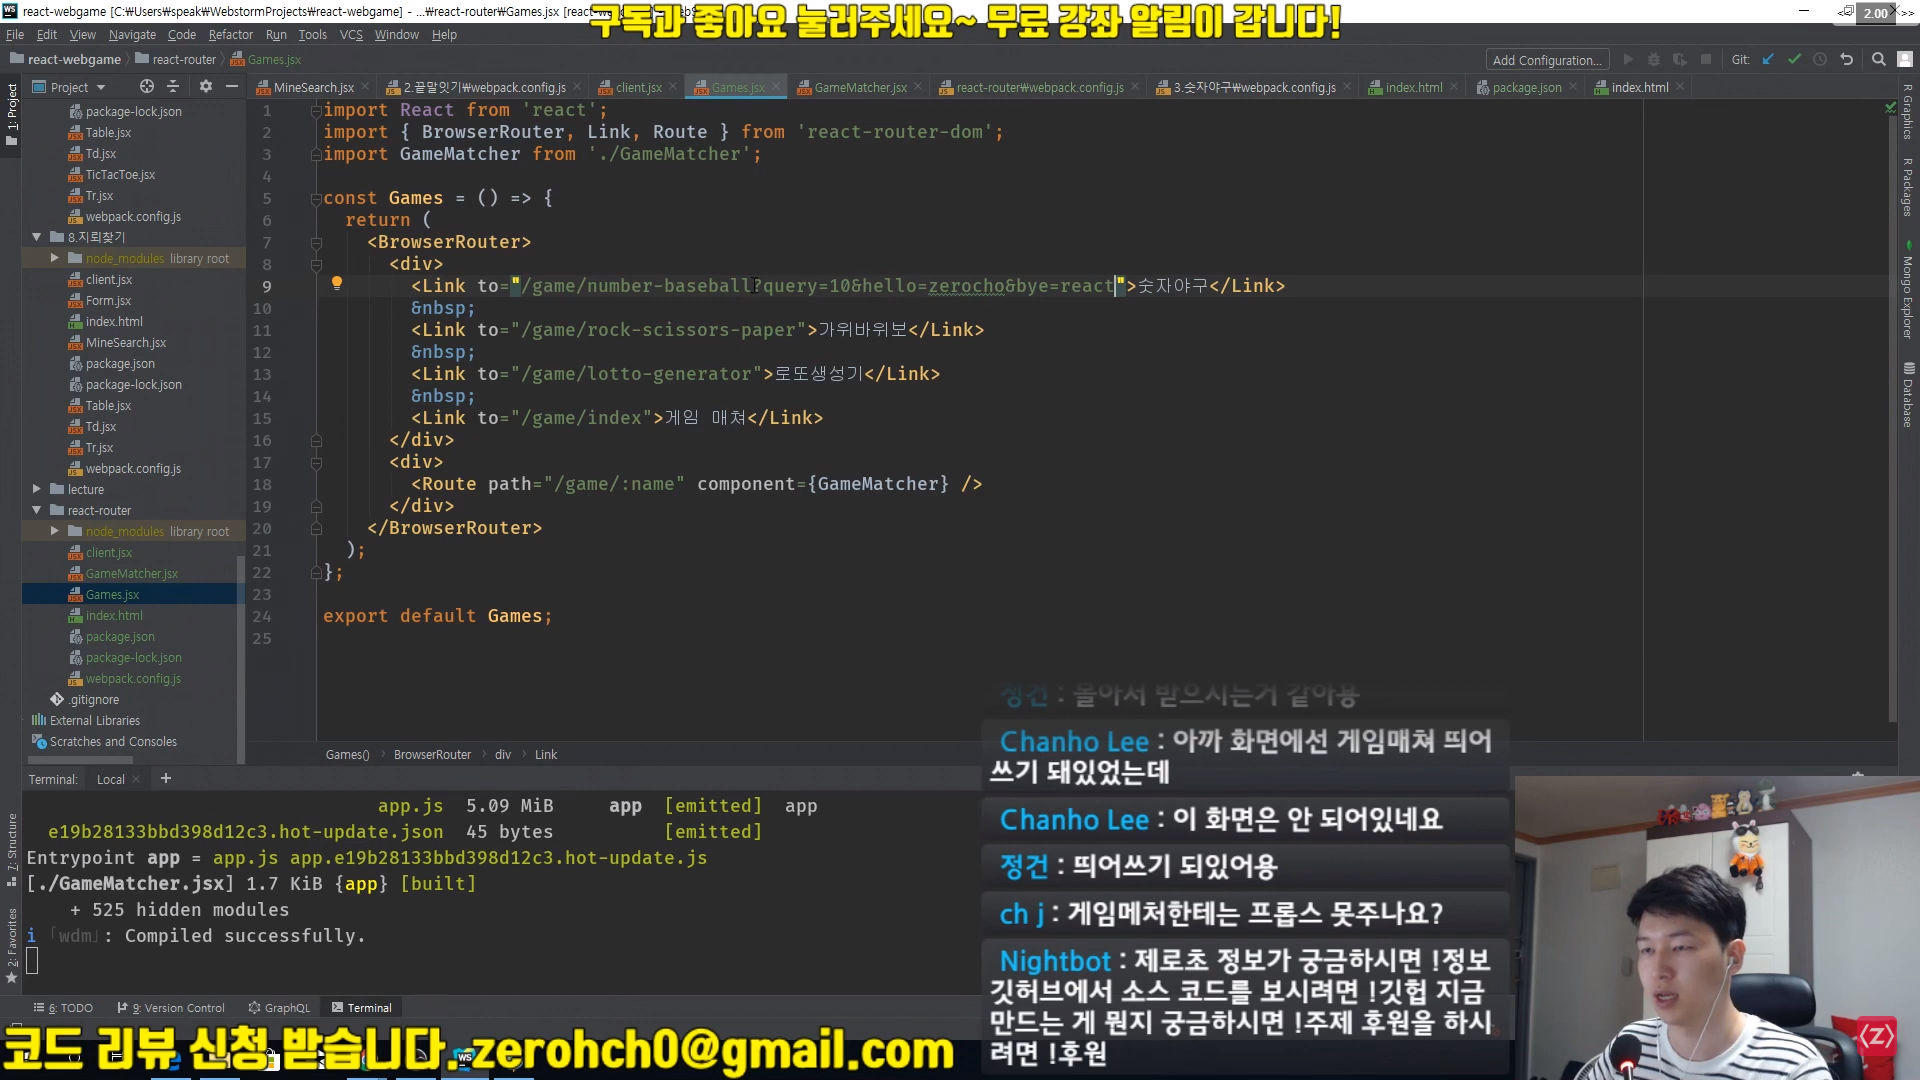 react-webgame [C:₩Users₩speak₩WebstormProjects₩react-webgame] - ...₩react-router₩Games.jsx
구독과 좋아요 눌러주세요~ 무료 강좌 알림이 갑니다!
2.00
File Edit View Navigate Code Refactor Run Tools VCS Window Help
react-webgame react-router Games.jsx
Add Configuration... Git:
Project
MineSearch.jsx 2.끝말잇기₩webpack.config.js client.jsx Games.jsx GameMatcher.jsx react-router₩webpack.config.js 3.숫자야구₩webpack.config.js index.html package.json index.html
1: Project
package-lock.json
Table.jsx
Td.jsx
TicTacToe.jsx
Tr.jsx
webpack.config.js
8.지뢰찾기
node_modules library root
client.jsx
Form.jsx
index.html
MineSearch.jsx
package.json
package-lock.json
Table.jsx
Td.jsx
Tr.jsx
webpack.config.js
lecture
react-router
node_modules library root
client.jsx
GameMatcher.jsx
Games.jsx
index.html
package.json
package-lock.json
webpack.config.js
.gitignore
External Libraries
Scratches and Consoles
1 import React from 'react';
2 import { BrowserRouter, Link, Route } from 'react-router-dom';
3 import GameMatcher from './GameMatcher';
4
5 const Games = () => {
6 return (
7 <BrowserRouter>
8 <div>
9 <Link to="/game/number-baseball?query=10&hello=zerocho&bye=react">숫자야구</Link>
10 &nbsp;
11 <Link to="/game/rock-scissors-paper">가위바위보</Link>
12 &nbsp;
13 <Link to="/game/lotto-generator">로또생성기</Link>
14 &nbsp;
15 <Link to="/game/index">게임 매쳐</Link>
16 </div>
17 <div>
18 <Route path="/game/:name" component={GameMatcher} />
19 </div>
20 </BrowserRouter>
21 );
22 };
23
24 export default Games;
25
R Graphics
R Packages
Mongo Explorer
Database
Games() BrowserRouter div Link
Terminal: Local +
app.js 5.09 MiB app [emitted] app
e19b28133bbd398d12c3.hot-update.json 45 bytes [emitted]
Entrypoint app = app.js app.e19b28133bbd398d12c3.hot-update.js
[./GameMatcher.jsx] 1.7 KiB {app} [built]
+ 525 hidden modules
i ｢wdm｣: Compiled successfully.
7: Structure
2: Favorites
6: TODO 9: Version Control GraphQL Terminal
정건 : 몰아서 받으시는거 같아용
Chanho Lee : 아까 화면에선 게임매쳐 띄어
쓰기 돼있었는데
Chanho Lee : 이 화면은 안 되어있네요
정건 : 띄어쓰기 되있어용
ch j : 게임메처한테는 프롭스 못주나요?
Nightbot : 제로초 정보가 궁금하시면 !정보
깃허브에서 소스 코드를 보시려면 !깃헙 지금
만드는 게 뭔지 궁금하시면 !주제 후원을 하시
려면 !후원
코드 리뷰 신청 받습니다. zerohch0@gmail.com